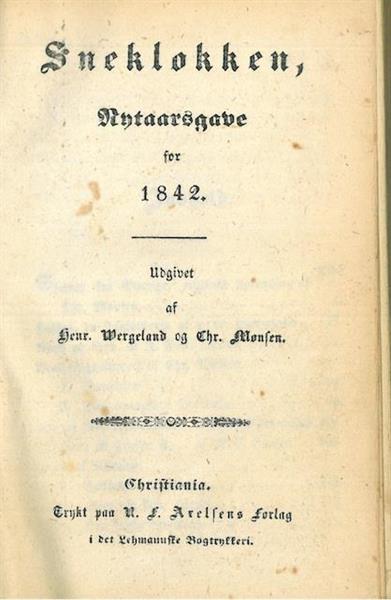 Sneklokken,
Nytaarsgave
for
1842.
Udgivet
af
Henr. Wergeland og Chr. Monsen.
Christiania.
Trykt paa N. F. Axelsens Forlag
i det Lehmannske Bogtrykkeri.